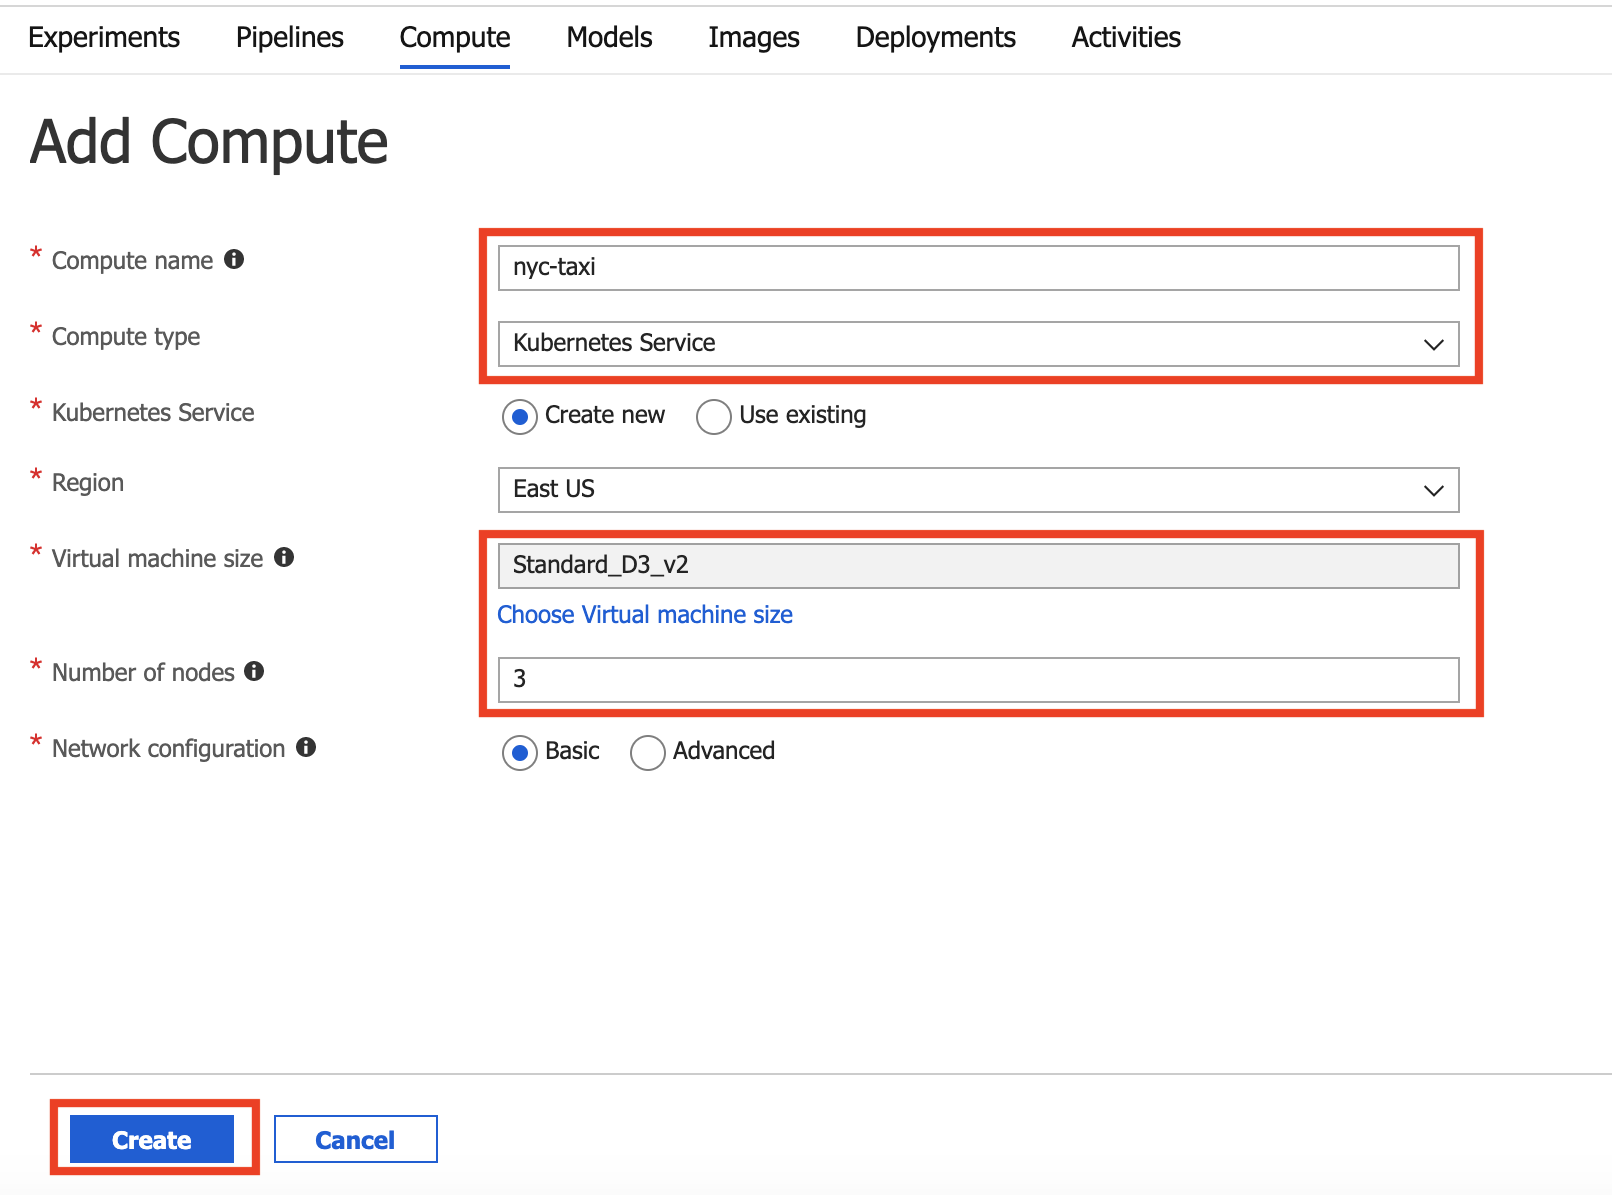 Experiments Pipelines Compute Models Images Deployments Activities
Add Compute
* Compute name nyc-taxi
* Compute type Kubernetes Service
* Kubernetes Service Create new Use existing
* Region East US
* Virtual machine size Standard_D3_v2
Choose Virtual machine size
* Number of nodes 3
* Network configuration Basic Advanced
Create Cancel